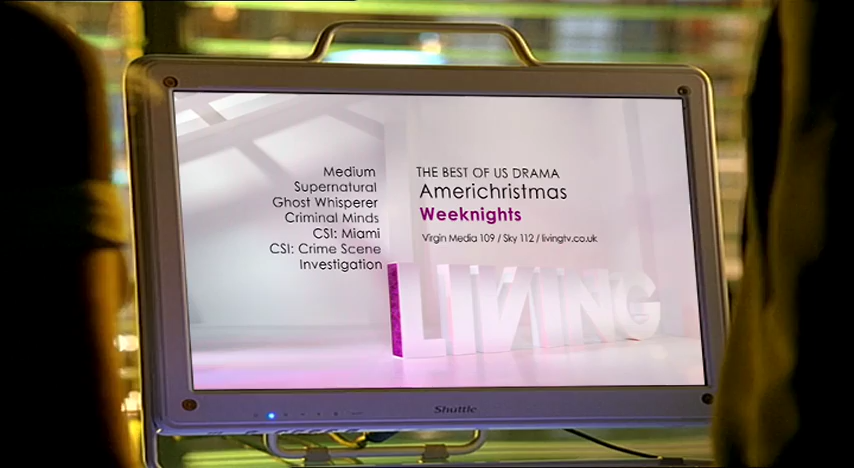 Medium
Supernatural
Ghost Whisperer
Criminal Minds
CSI: Miami
CSI: Crime Scene
Investigation
THE BEST OF US DRAMA
Americhristmas
Weeknights
Virgin Media 109 / Sky 112 / livingtv.co.uk
LIVING
Shuttle